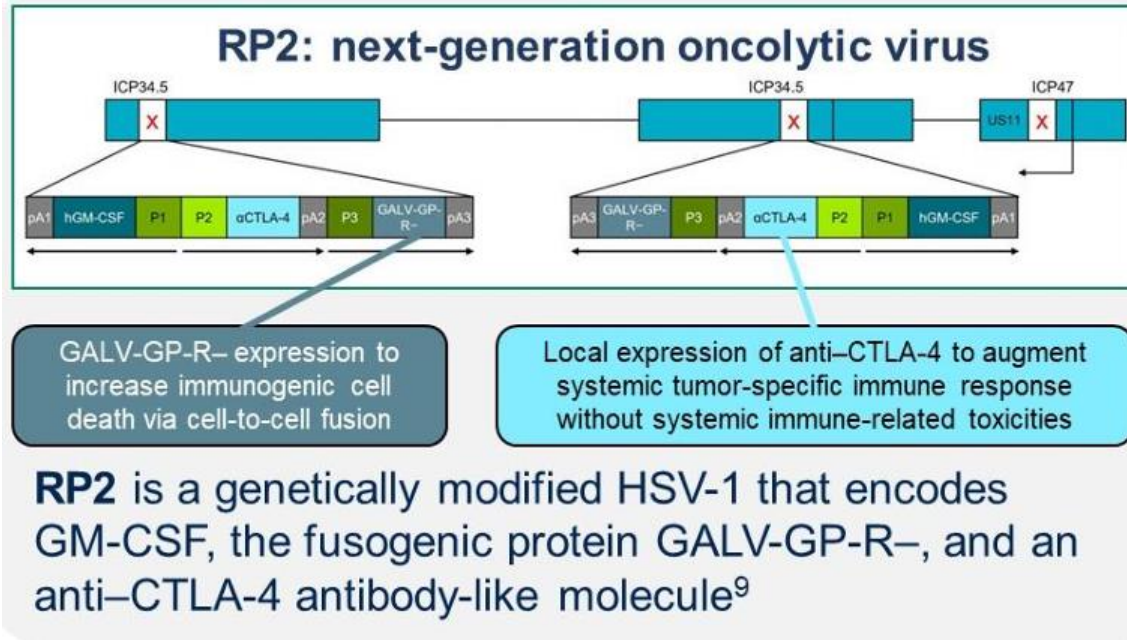 RP2: next-generation oncolytic virus
ICP34.5
ICP34.5
ICP47
X
X
US11
X
pA1
hGM-CSF
P1
P2
αCTLA-4
pA2
P3
GALV-GP-
R–
pA3
pA3
GALV-GP-
R–
P3
pA2
αCTLA-4
P2
P1
hGM-CSF
pA1
GALV-GP-R– expression to
increase immunogenic cell
death via cell-to-cell fusion
Local expression of anti–CTLA-4 to augment
systemic tumor-specific immune response
without systemic immune-related toxicities
RP2 is a genetically modified HSV-1 that encodes
GM-CSF, the fusogenic protein GALV-GP-R–, and an
anti–CTLA-4 antibody-like molecule⁹